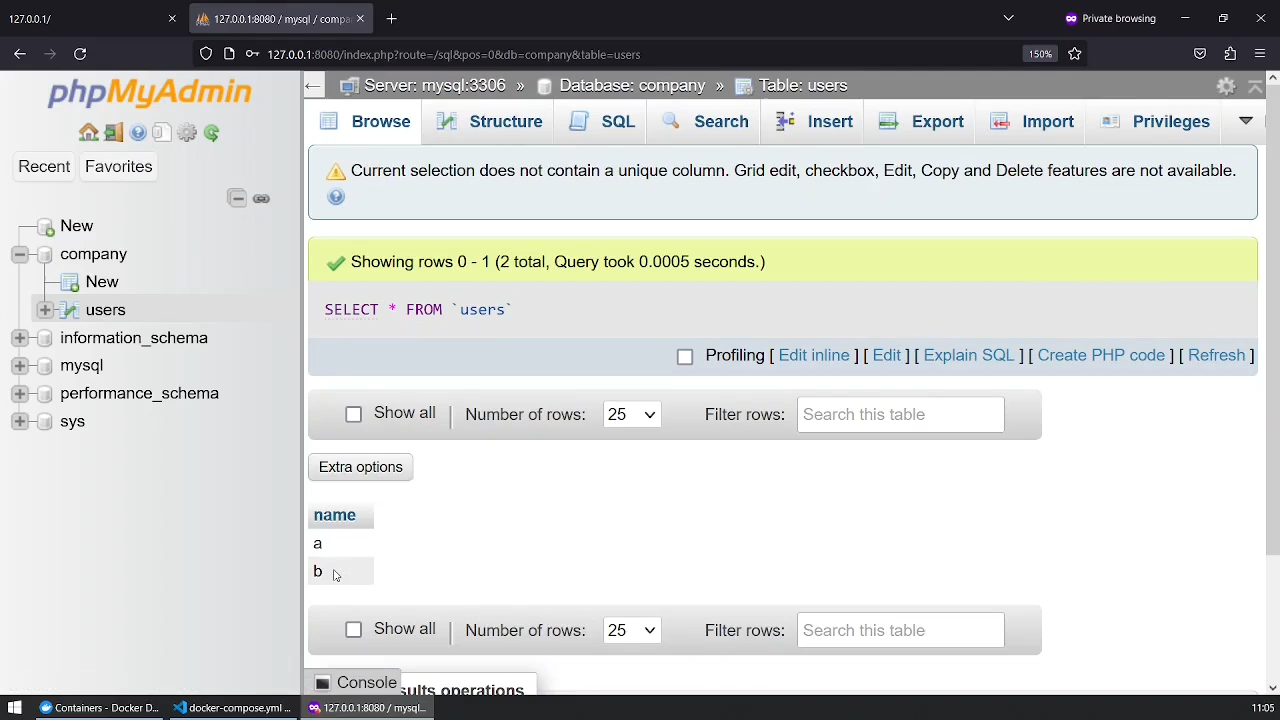 127.0.0.1/
127.0.0.1:8080 / mysql / compa
Private browsing
127.0.0.1:8080/index.php?route=/sql&pos=0&db=company&table=users
150%
phpMyAdmin
Server: mysql:3306 » Database: company » Table: users
Browse Structure SQL Search Insert Export Import Privileges
Recent Favorites
Current selection does not contain a unique column. Grid edit, checkbox, Edit, Copy and Delete features are not available.
New
company
New
users
information_schema
mysql
performance_schema
sys
Showing rows 0 - 1 (2 total, Query took 0.0005 seconds.)
SELECT * FROM `users`
Profiling [ Edit inline ] [ Edit ] [ Explain SQL ] [ Create PHP code ] [ Refresh ]
Show all Number of rows: 25 Filter rows: Search this table
Extra options
name
a
b
Show all Number of rows: 25 Filter rows: Search this table
Console
sults operations
Containers - Docker D...
docker-compose.yml ...
127.0.0.1:8080 / mysql...
11:05